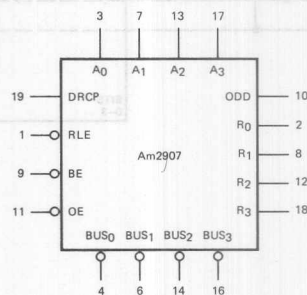 3 7 13 17
A0 A1 A2 A3
19 DRCP ODD 10
R0 2
1 RLE
R1 8
Am2907
9 BE
R2 12
11 OE
R3 18
BUS0 BUS1 BUS2 BUS3
4 6 14 16